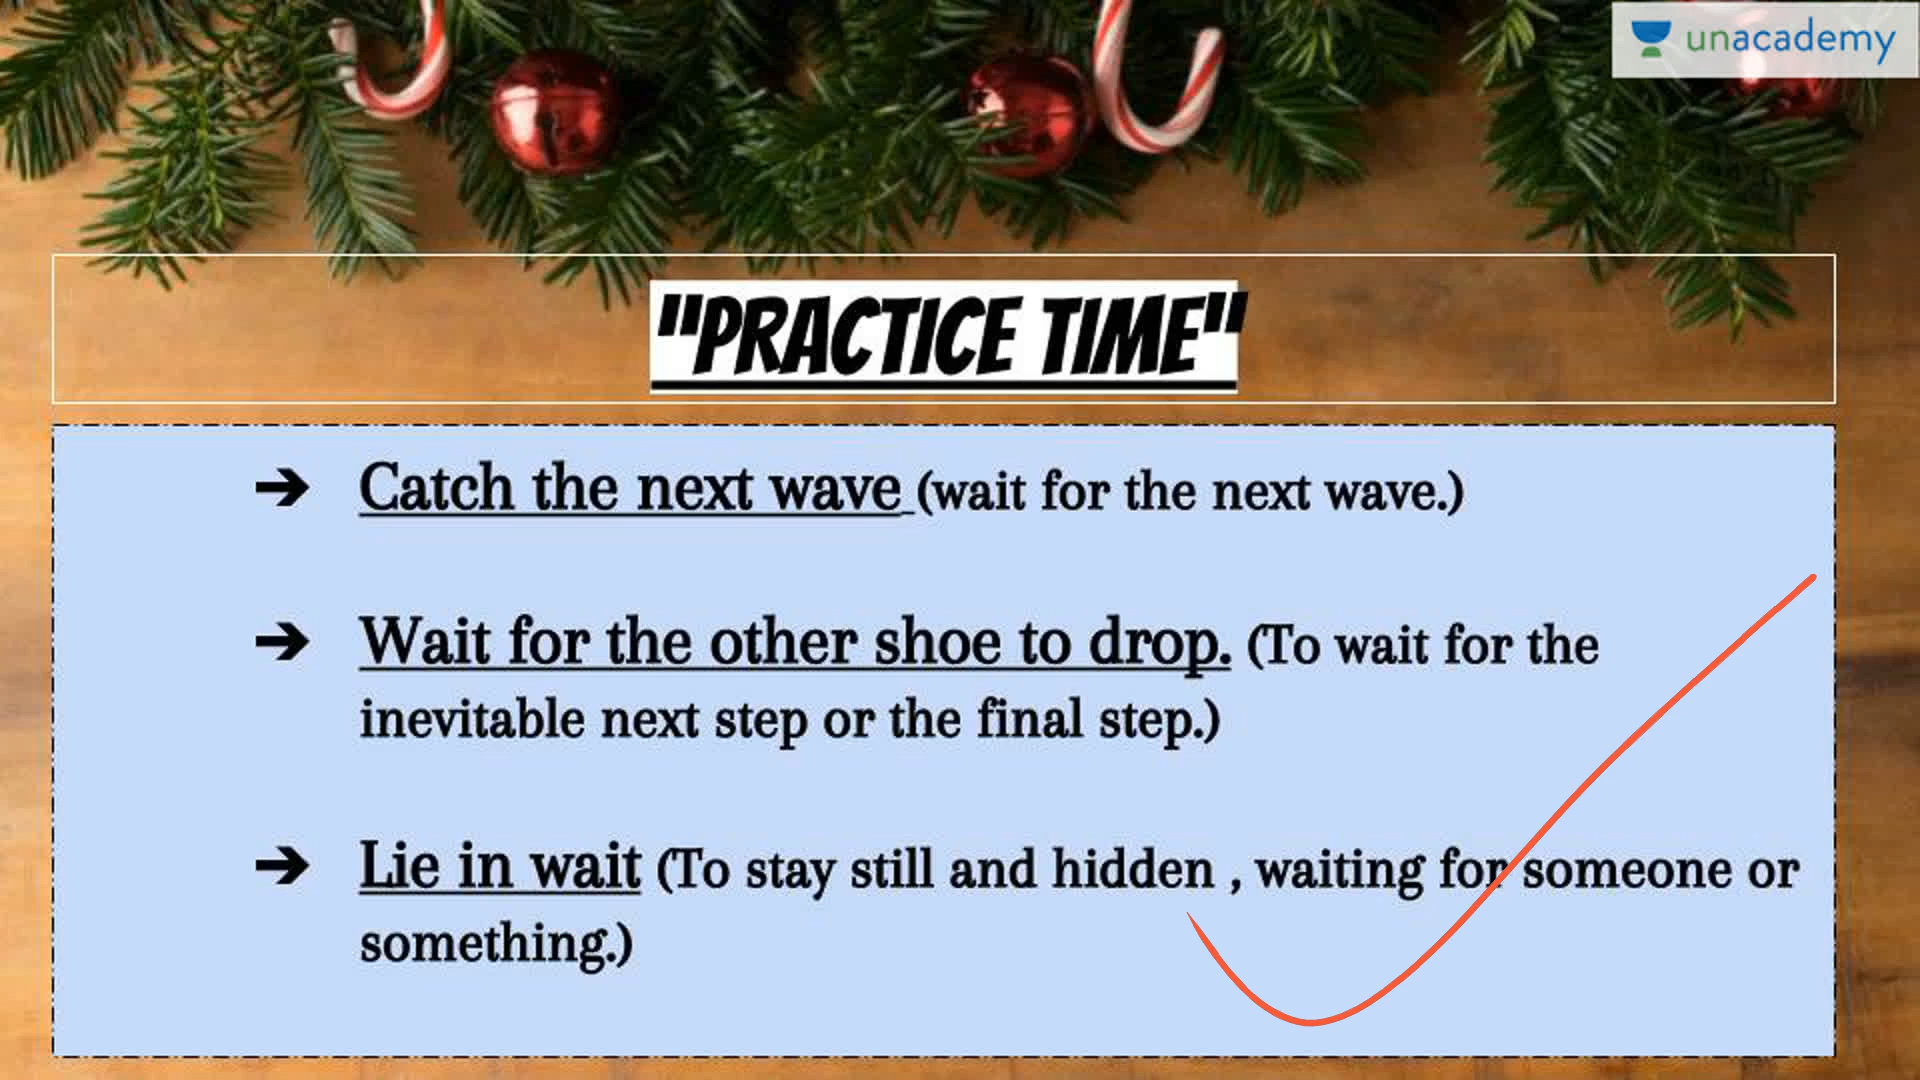 unacademy
"PRACTICE TIME"
➔ Catch the next wave (wait for the next wave.)
➔ Wait for the other shoe to drop. (To wait for the
inevitable next step or the final step.)
➔ Lie in wait (To stay still and hidden , waiting for someone or
something.)